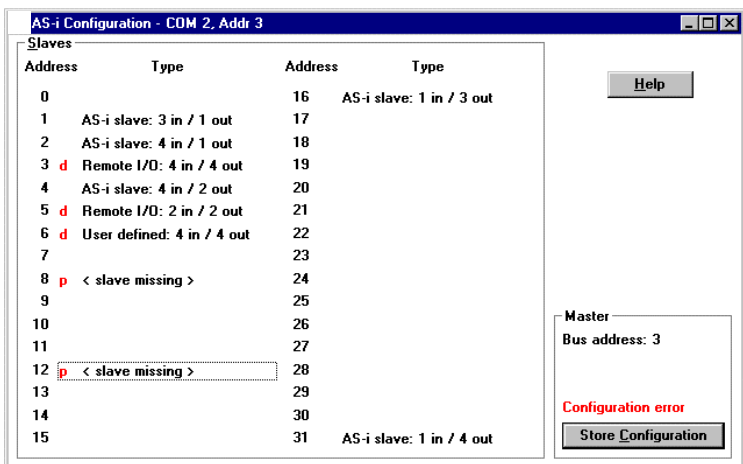 AS-i Configuration - COM 2, Addr 3
Slaves
Address Type Address Type
0 16 AS-i slave: 1 in / 3 out
1 AS-i slave: 3 in / 1 out 17
2 AS-i slave: 4 in / 1 out 18
3 d Remote I/O: 4 in / 4 out 19
4 AS-i slave: 4 in / 2 out 20
5 d Remote I/O: 2 in / 2 out 21
6 d User defined: 4 in / 4 out 22
7 23
8 p < slave missing > 24
9 25
10 26
11 27
12 p < slave missing > 28
13 29
14 30
15 31 AS-i slave: 1 in / 4 out
Help
Master
Bus address: 3
Configuration error
Store Configuration